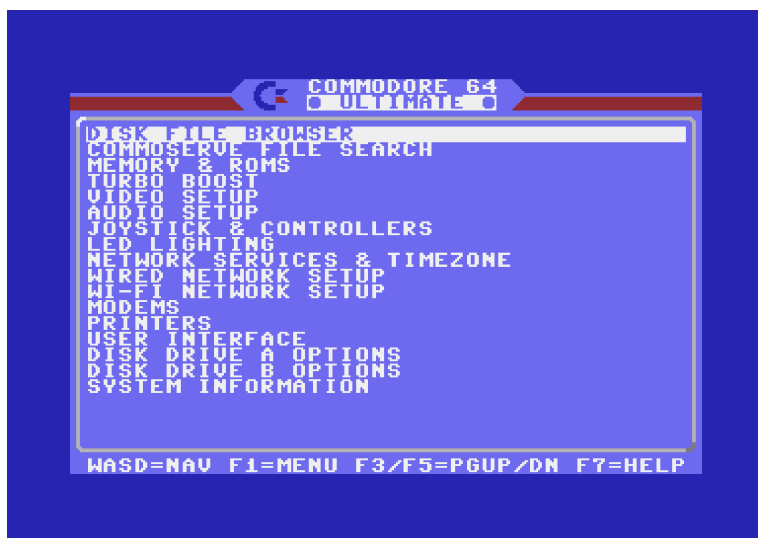 COMMODORE 64
ULTIMATE
DISK FILE BROWSER
COMMOSERVE FILE SEARCH
MEMORY & ROMS
TURBO BOOST
VIDEO SETUP
AUDIO SETUP
JOYSTICK & CONTROLLERS
LED LIGHTING
NETWORK SERVICES & TIMEZONE
WIRED NETWORK SETUP
WI-FI NETWORK SETUP
MODEMS
PRINTERS
USER INTERFACE
DISK DRIVE A OPTIONS
DISK DRIVE B OPTIONS
SYSTEM INFORMATION
WASD=NAV F1=MENU F3/F5=PGUP/DN F7=HELP